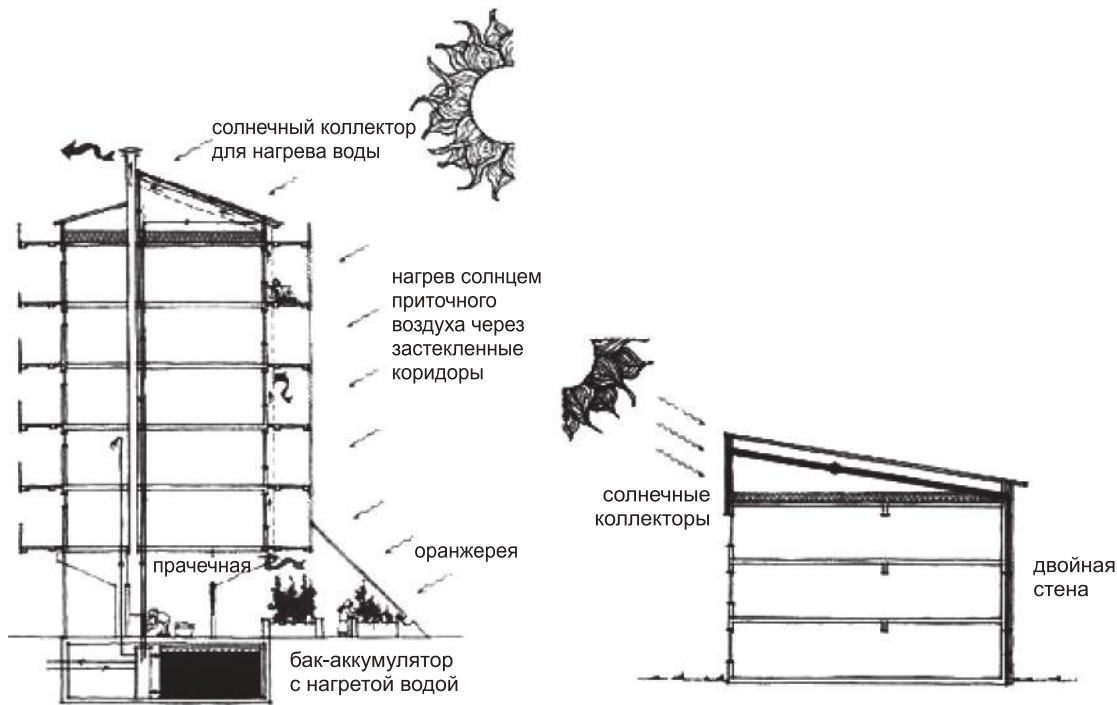 солнечный коллектор
для нагрева воды
нагрев солнцем
приточного
воздуха через
застекленные
коридоры
оранжерея
прачечная
бак-аккумулятор
с нагретой водой
солнечные
коллекторы
двойная
стена